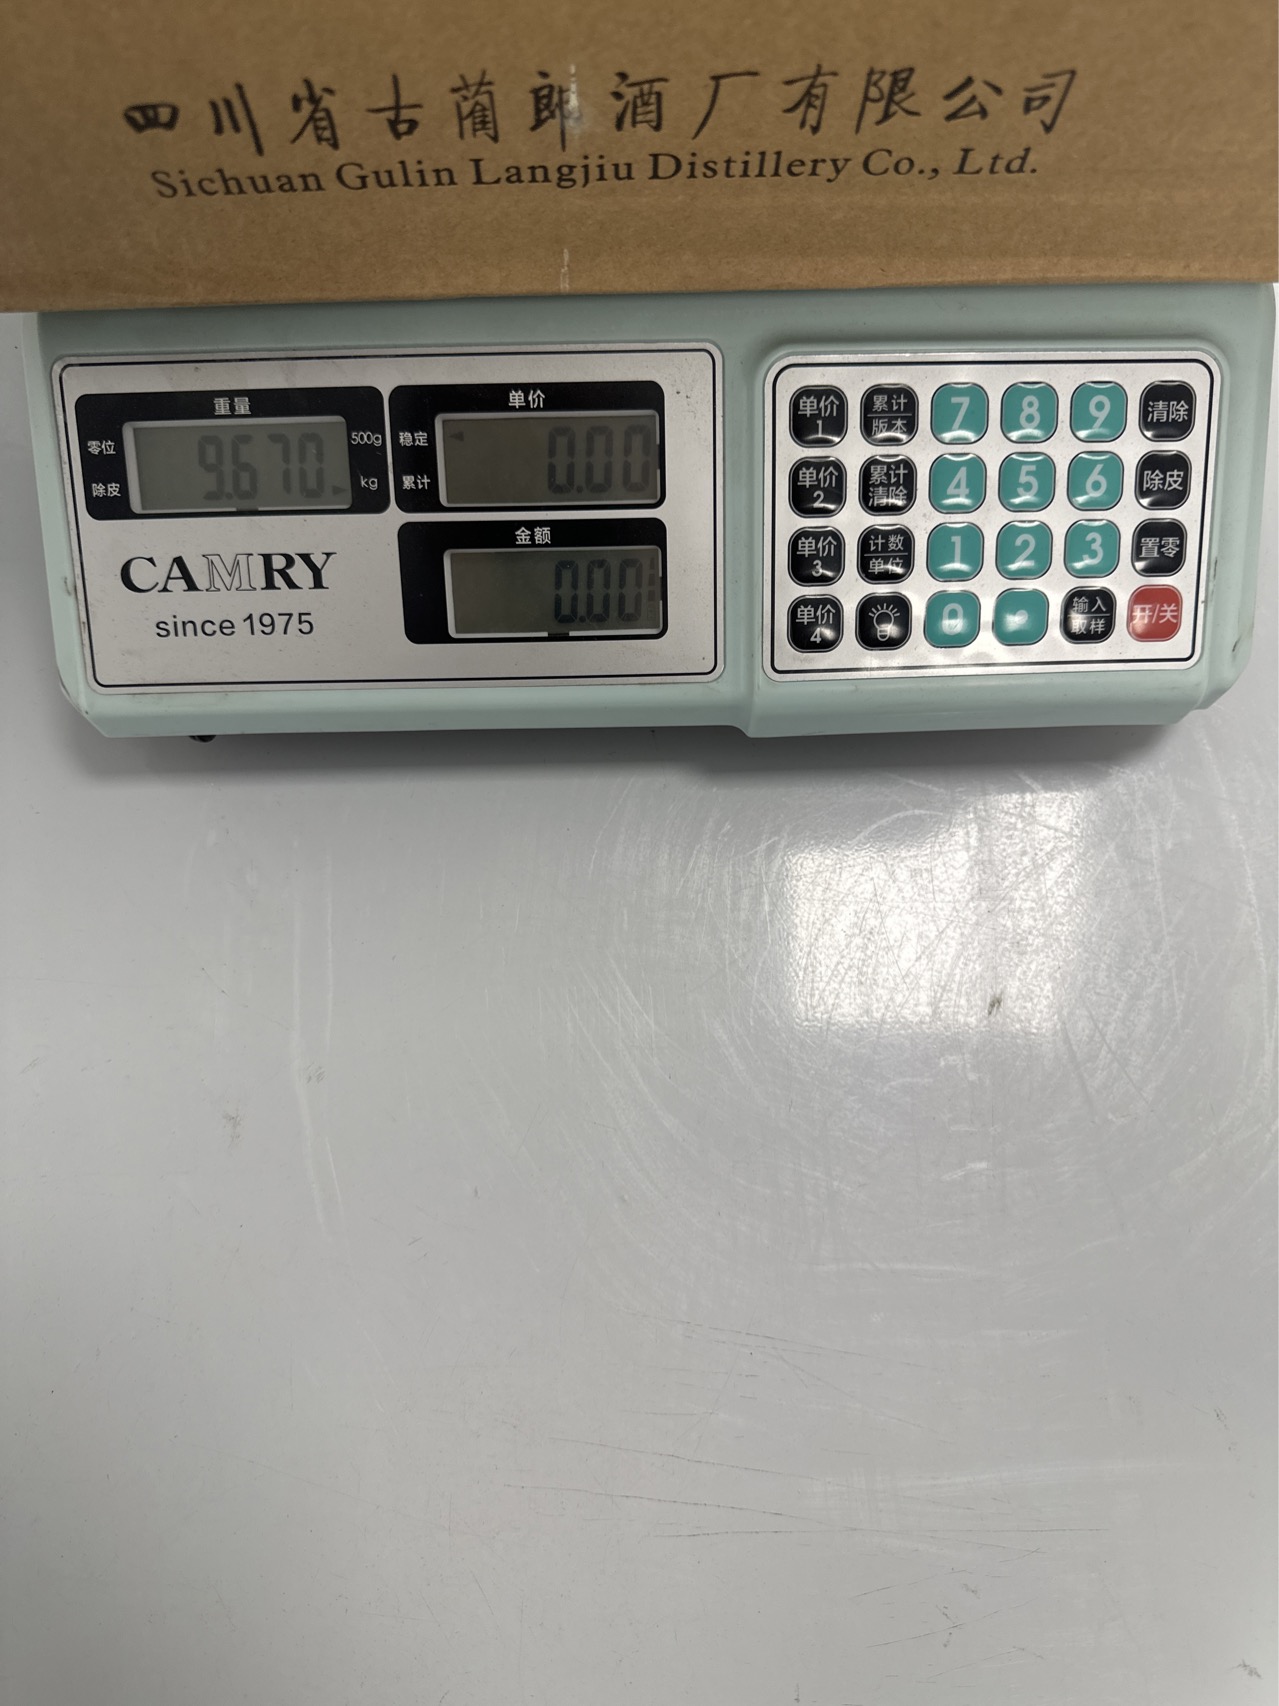 四川省古蔺郎酒厂有限公司
Sichuan Gulin Langjiu Distillery Co., Ltd.
重量
零位
除皮
9.670
500g
kg
单价
稳定
累计
0.00
金额
0.00
CAMRY
since 1975
单价 1
累计 版本
7
8
9
清除
单价 2
累计 清除
4
5
6
除皮
单价 3
计数 单位
1
2
3
置零
单价 4
0
.
输入 取样
开/关